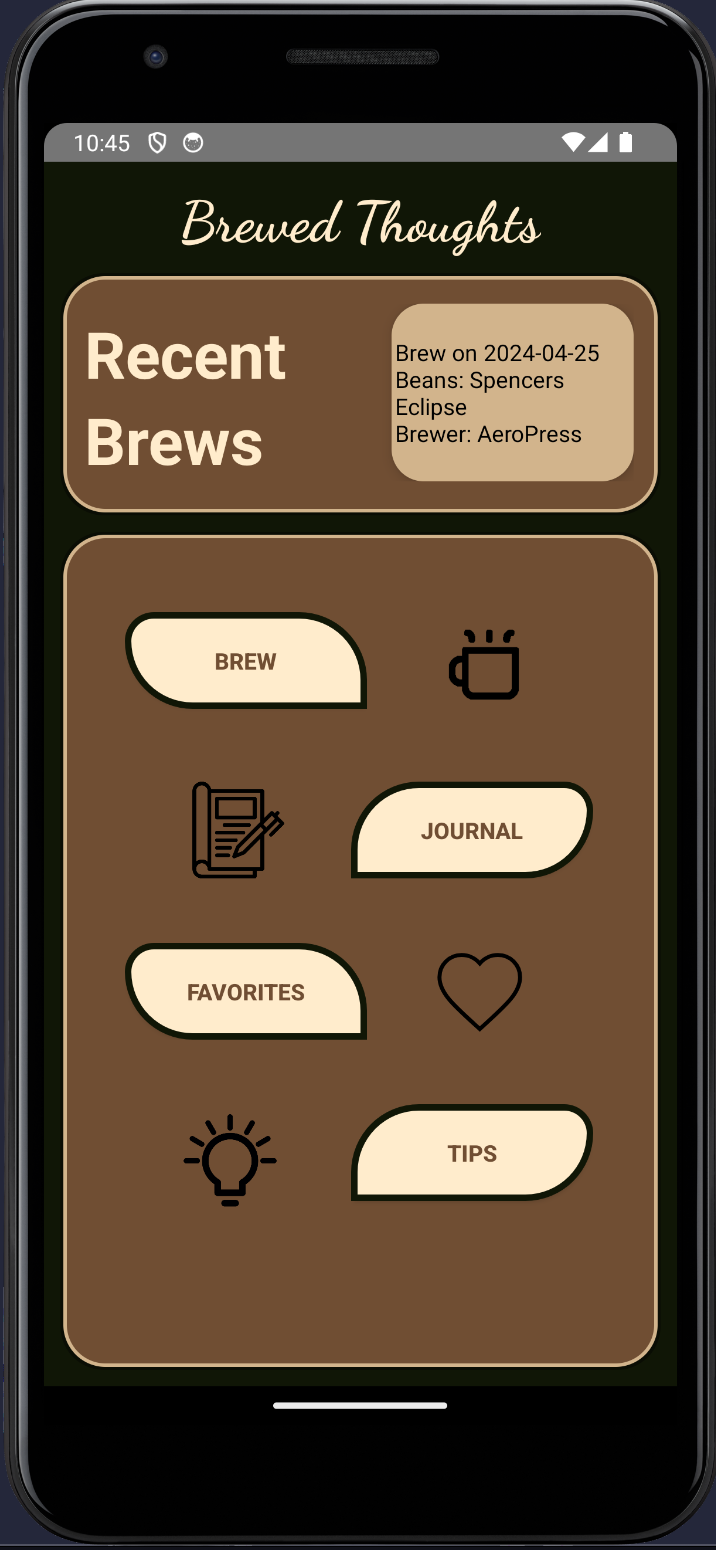 10:45
Brewed Thoughts
Recent
Brews
Brew on 2024-04-25
Beans: Spencers
Eclipse
Brewer: AeroPress
BREW
JOURNAL
FAVORITES
TIPS